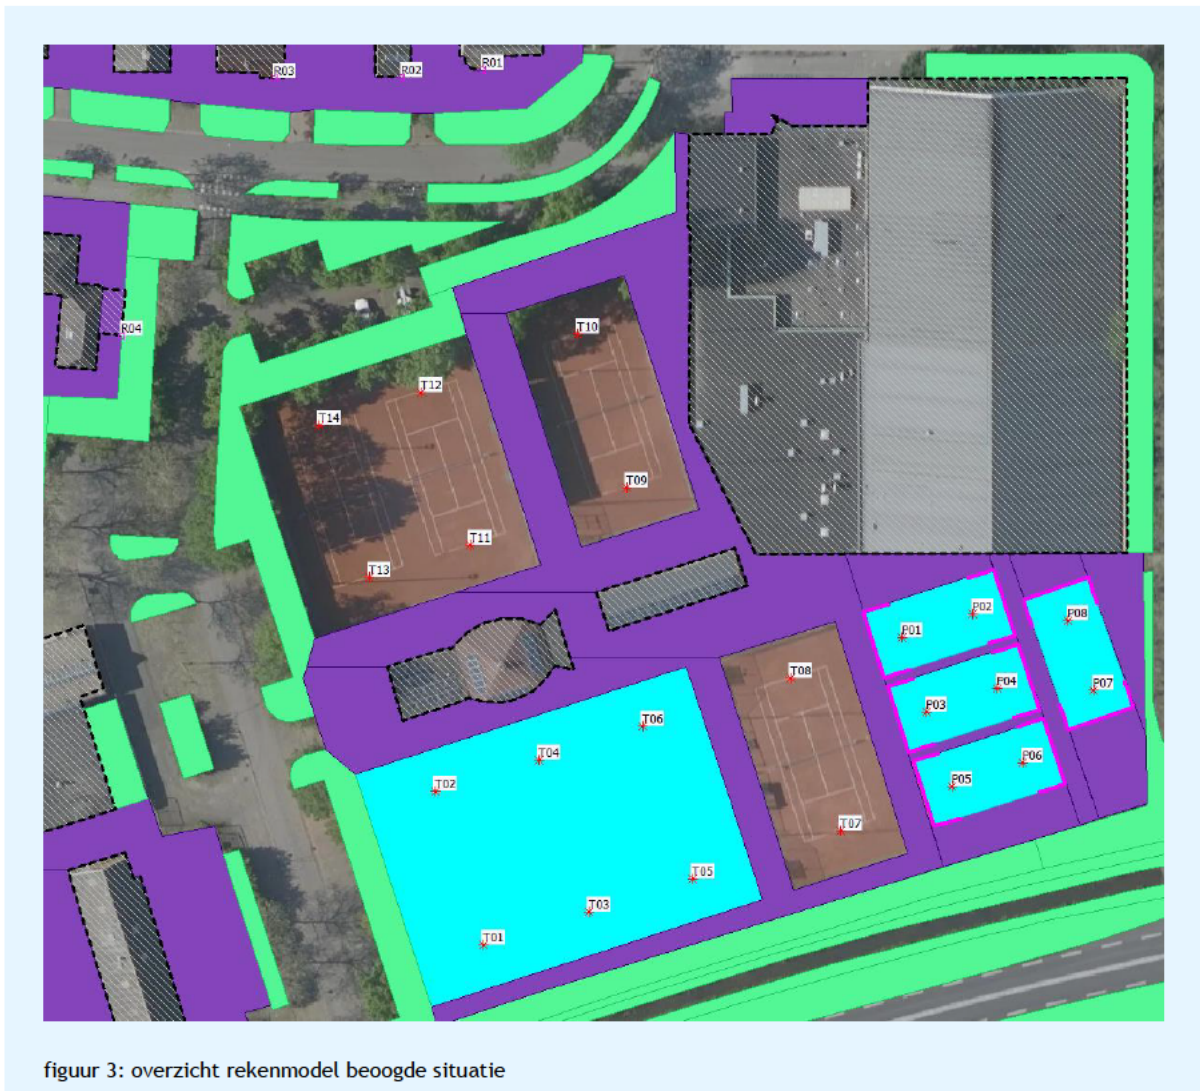 R03
R02
R01
R04
T10
T12
T14
T09
T11
T13
P02
P01
P08
T08
P04
P07
P03
T06
T04
P06
P05
T02
T07
T05
T03
T01
figuur 3: overzicht rekenmodel beoogde situatie